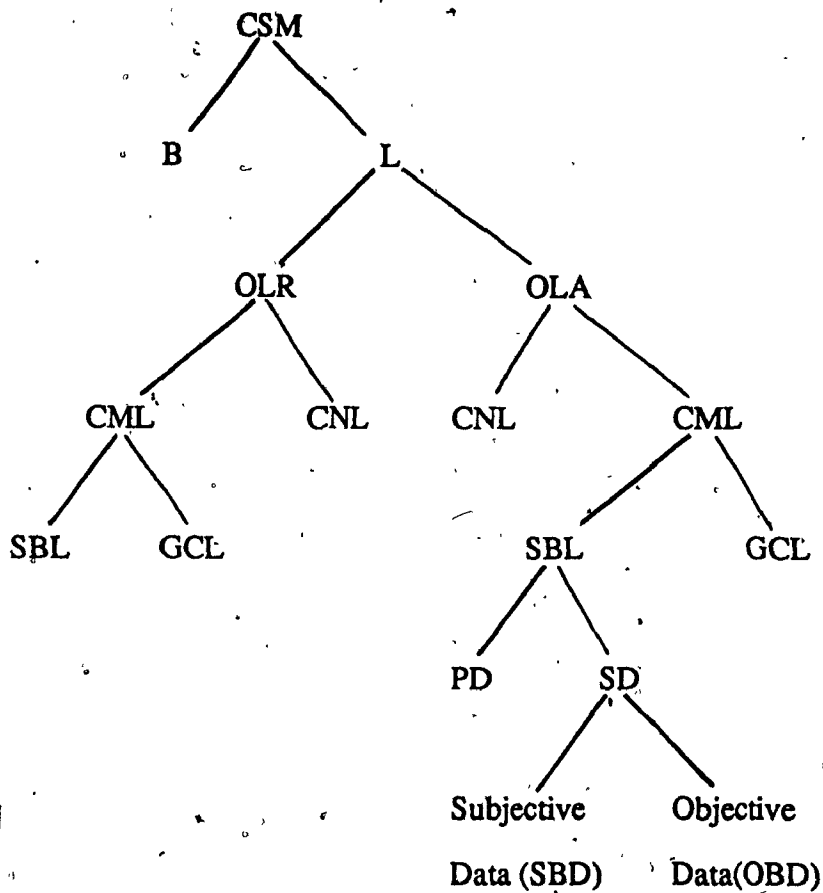 CSM
B L
OLR OLA
CML CNL CNL CML
SBL GCL SBL GCL
PD SD
Subjective Objective
Data (SBD) Data(OBD)